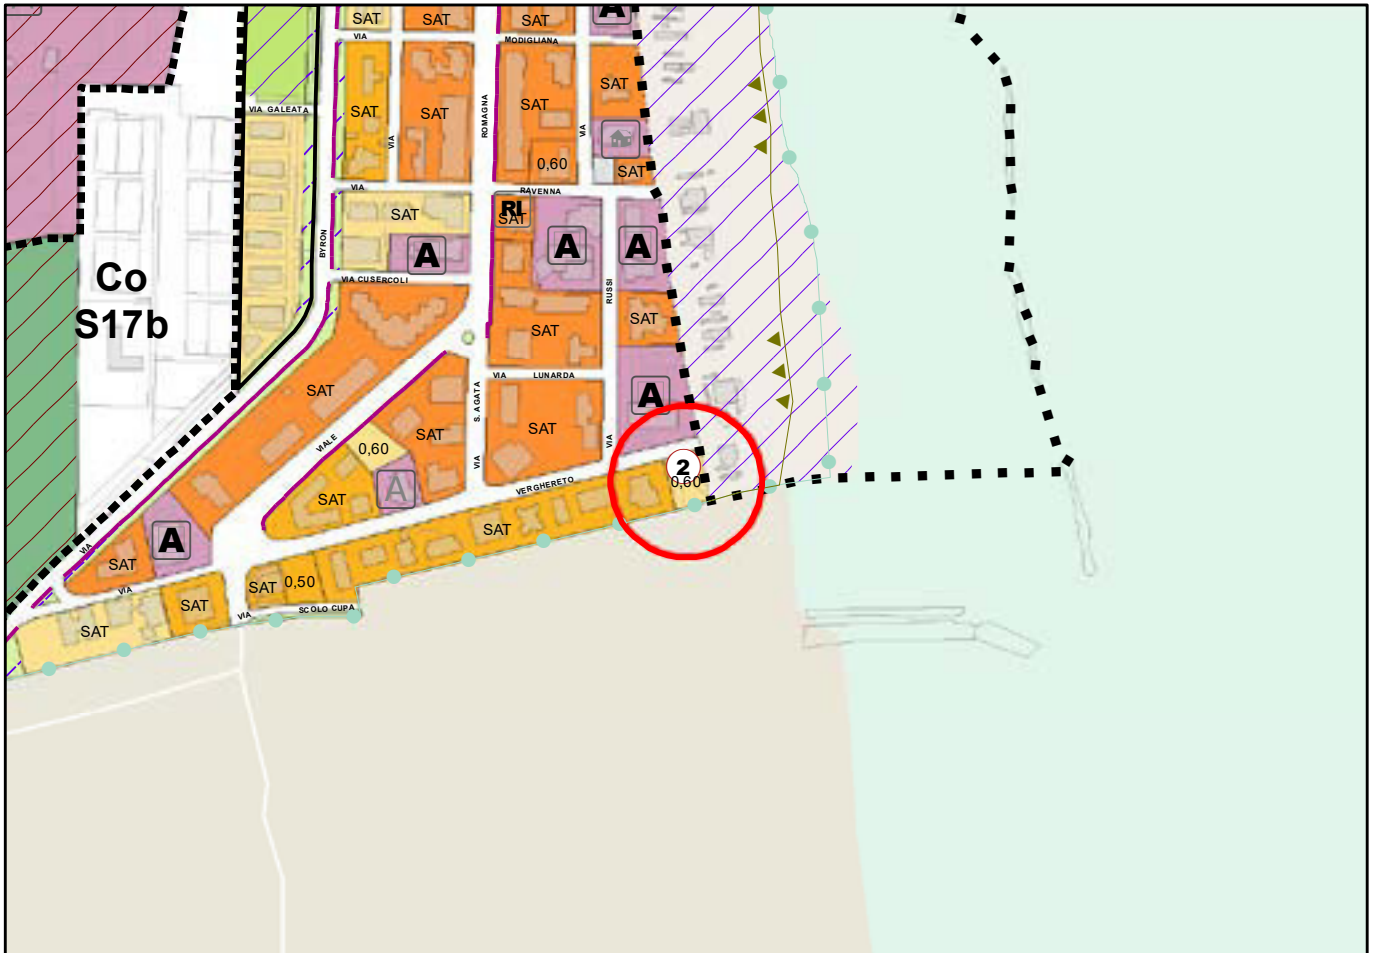 SAT
SAT
SAT
A
VIA
MODIGLIANA
SAT
SAT
SAT
SAT
VIA GALEATA
ROMAGNA
VIA
VIA
0,60
SAT
VIA
RAVENNA
RI
SAT
SAT
BYRON
A
A
A
VIA CUSERCOLI
RUSSI
Co
S17b
SAT
SAT
SAT
VIA
LUNARDA
A
S. AGATA
VIALE
SAT
SAT
VIA
0,60
VIA
2
0,60
A
SAT
VERGHERETO
SAT
A
VIA
SAT
SAT
0,50
VIA
SAT
VIA
SCOLO CUPA
SAT